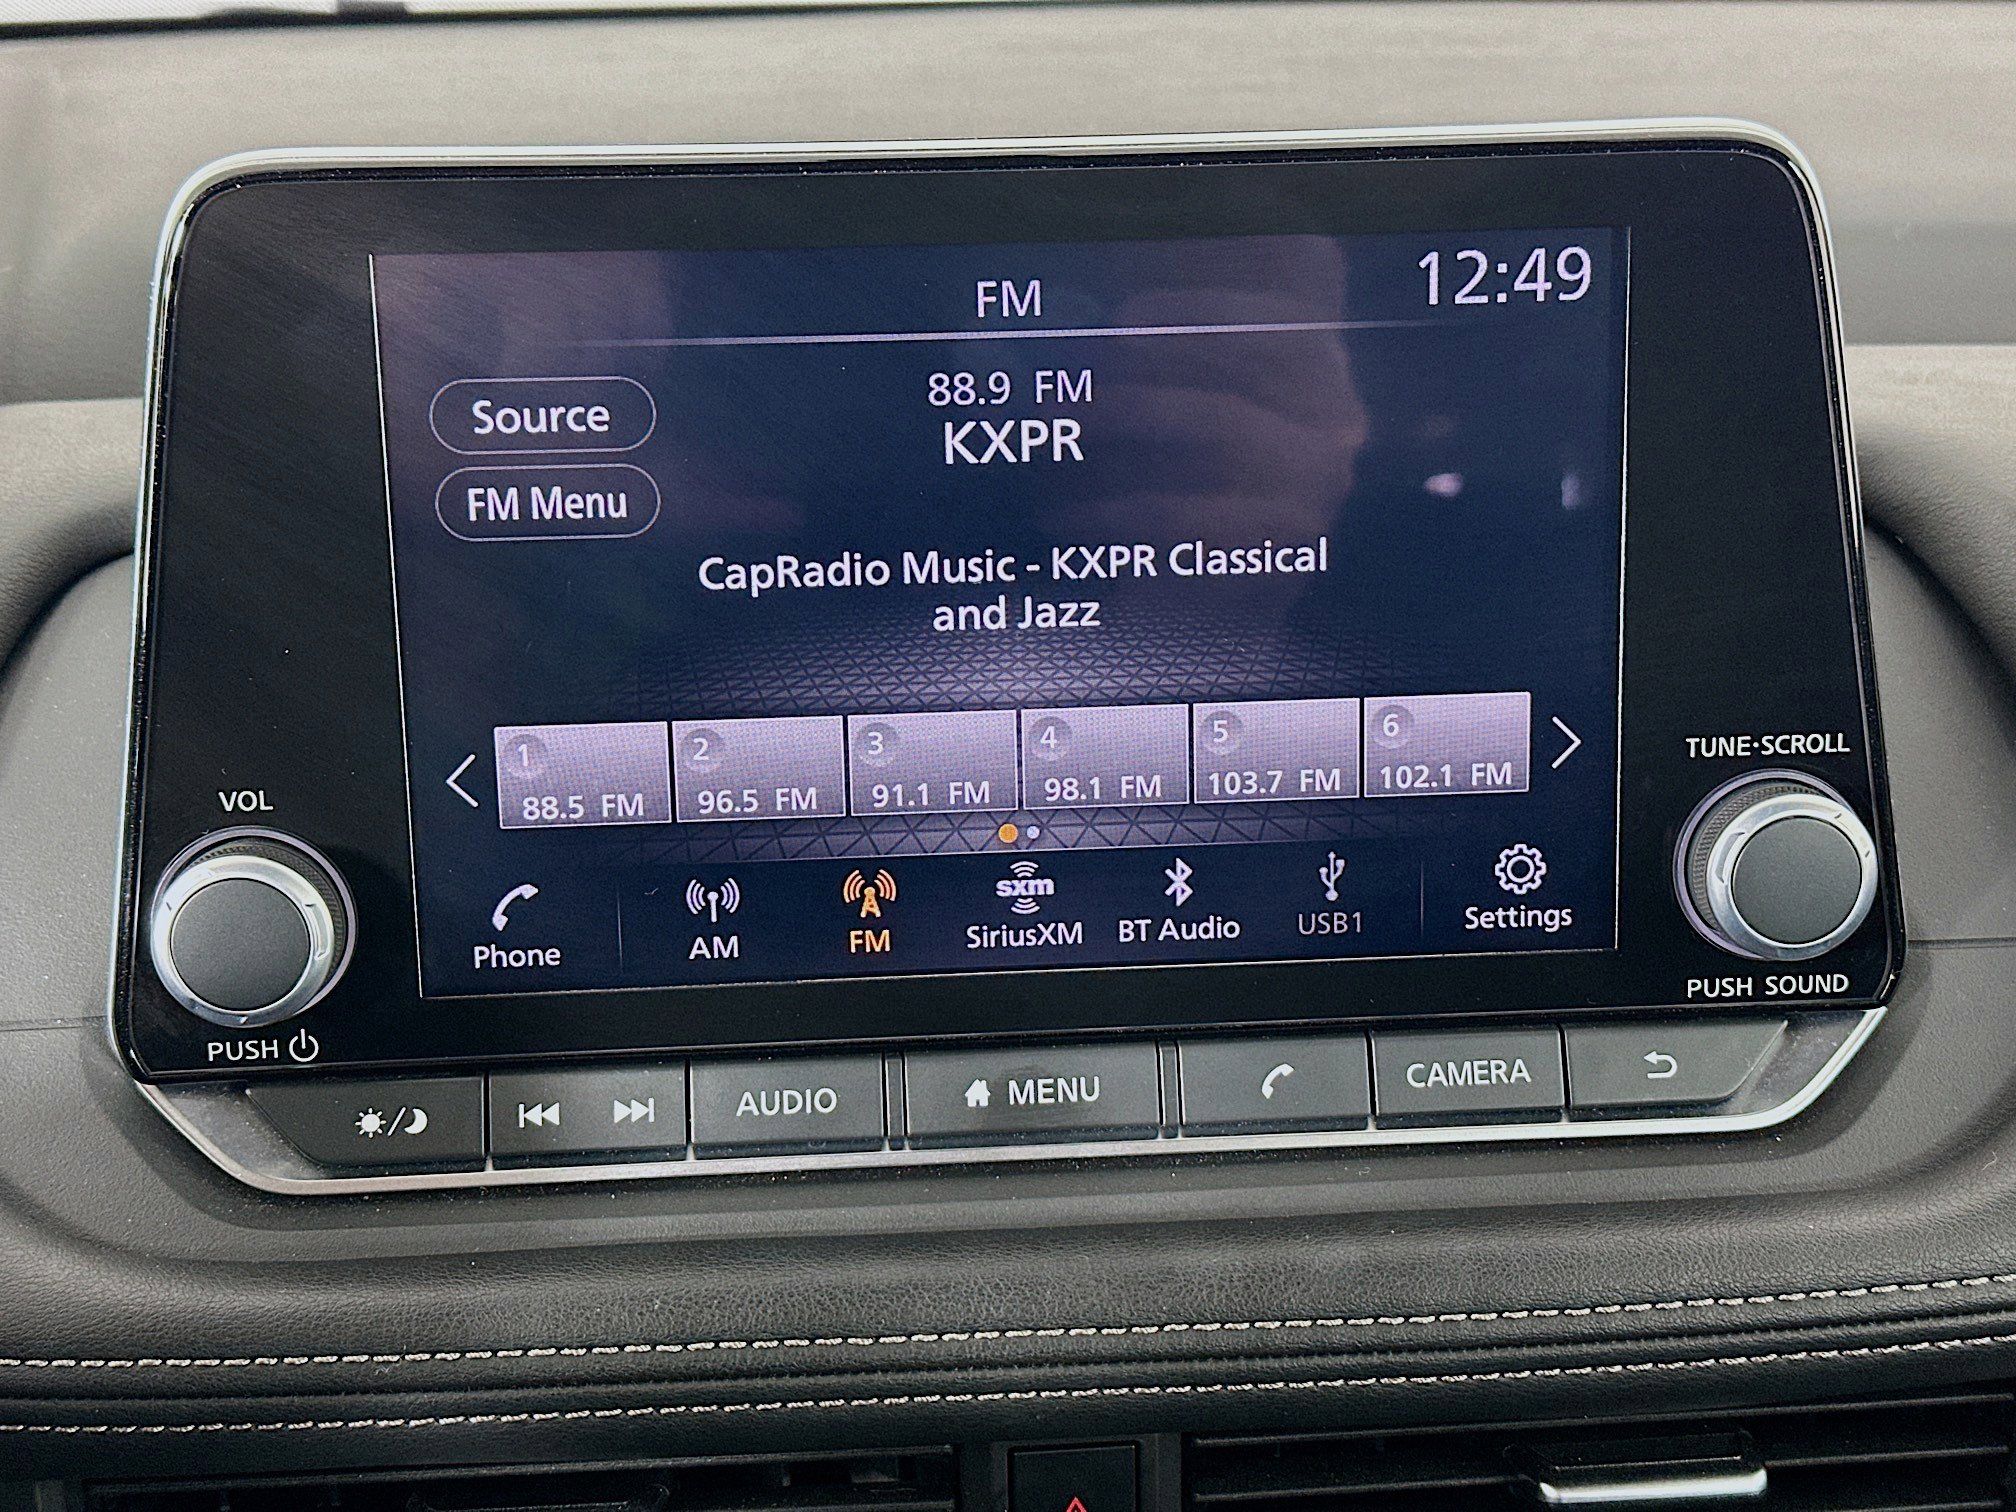 FM
12:49
88.9 FM
KXPR
Source
FM Menu
CapRadio Music - KXPR Classical
and Jazz
1
88.5 FM
2
96.5 FM
3
91.1 FM
4
98.1 FM
5
103.7 FM
6
102.1 FM
Phone
AM
FM
sxm
SiriusXM
BT Audio
USB1
Settings
VOL
PUSH
TUNE·SCROLL
PUSH SOUND
AUDIO
MENU
CAMERA